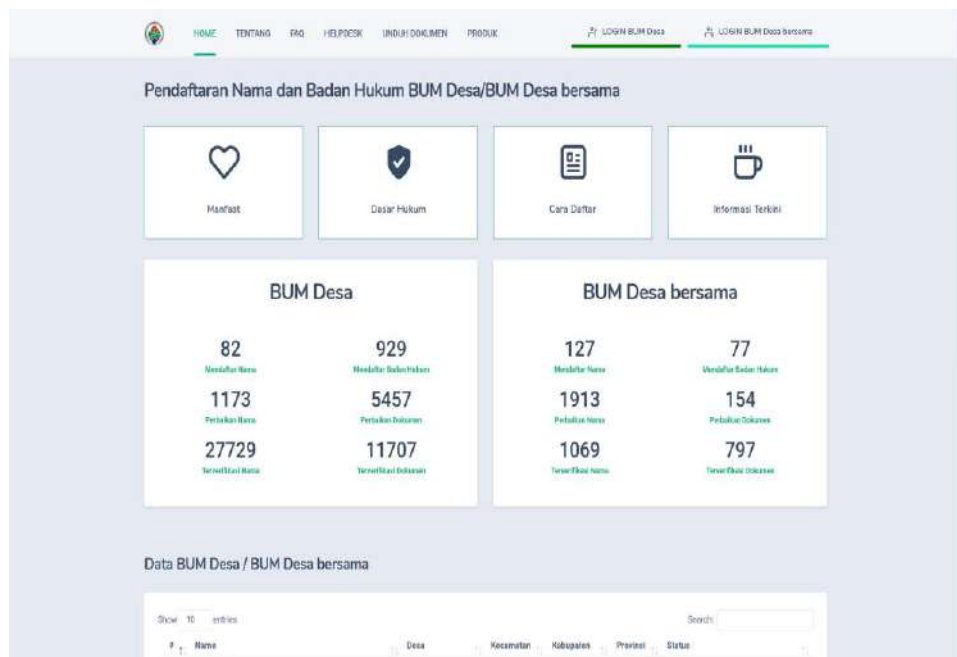 HOME TENTANG FAQ HELPDESK UNDUH DOKUMEN PRODUK LOGIN BUM Desa LOGIN BUM Desa bersama
Pendaftaran Nama dan Badan Hukum BUM Desa/BUM Desa bersama
Manfaat Dasar Hukum Cara Daftar Informasi Terkini
BUM Desa
82 929
Mendaftar Nama Mendaftar Badan Hukum
1173 5457
Perbaikan Nama Perbaikan Dokumen
27729 11707
Terverifikasi Nama Terverifikasi Dokumen
BUM Desa bersama
127 77
Mendaftar Nama Mendaftar Badan Hukum
1913 154
Perbaikan Nama Perbaikan Dokumen
1069 797
Terverifikasi Nama Terverifikasi Dokumen
Data BUM Desa / BUM Desa bersama
Show 10 entries Search:
# Name Desa Kecamatan Kabupaten Provinsi Status